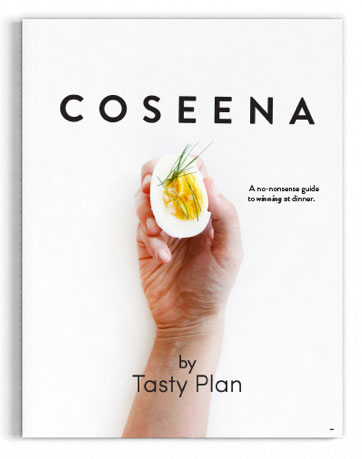 COSEENA
A no-nonsense guide
to winning at dinner.
by
Tasty Plan